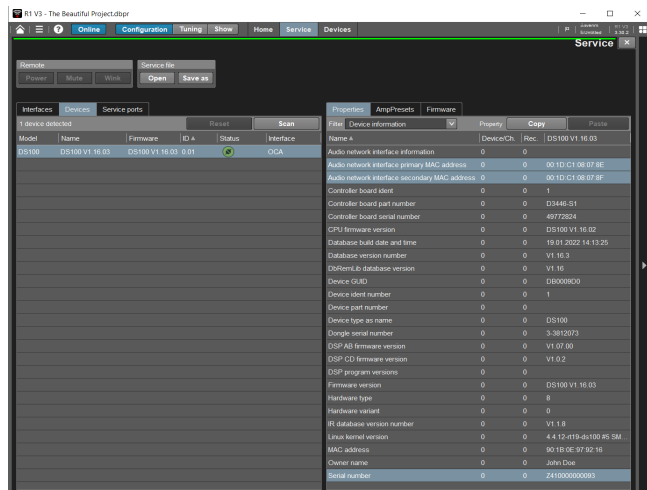 R1 V3 - The Beautiful Project.dbpr
Online Configuration Tuning Show Home Service Devices
Service
Remote Service file
Power Mute Wink Open Save as
Interfaces Devices Service ports
1 device detected Reset Scan
Model Name Firmware ID Status Interface
DS100 DS100 V1.16.03 DS100 V1.16.03 0.01 OCA
Properties AmpPresets Firmware
Filter Device information Property Copy Paste
Name Device/Ch. Rec. DS100 V1.16.03
Audio network interface information 0 0
Audio network interface primary MAC address 0 0 00:1D:C1:08:07:8E
Audio network interface secondary MAC address 0 0 00:1D:C1:08:07:8F
Controller board ident 0 0 1
Controller board part number 0 0 D3446-S1
Controller board serial number 0 0 49772824
CPU firmware version 0 0 DS100 V1.16.02
Database build date and time 0 0 19.01.2022 14:13:25
Database version number 0 0 V1.16.3
DbRemLib database version 0 0 V1.16
Device GUID 0 0 DB0009D0
Device ident number 0 0 1
Device part number 0 0
Device type as name 0 0 DS100
Dongle serial number 0 0 3-3812073
DSP AB firmware version 0 0 V1.07.00
DSP CD firmware version 0 0 V1.0.2
DSP program versions 0 0
Firmware version 0 0 DS100 V1.16.03
Hardware type 0 0 8
Hardware variant 0 0 0
IR database version number 0 0 V1.1.8
Linux kernel version 0 0 4.4.12-rt19-ds100 #5 SM...
MAC address 0 0 90:1B:0E:97:92:16
Owner name 0 0 John Doe
Serial number 0 0 Z410000000093